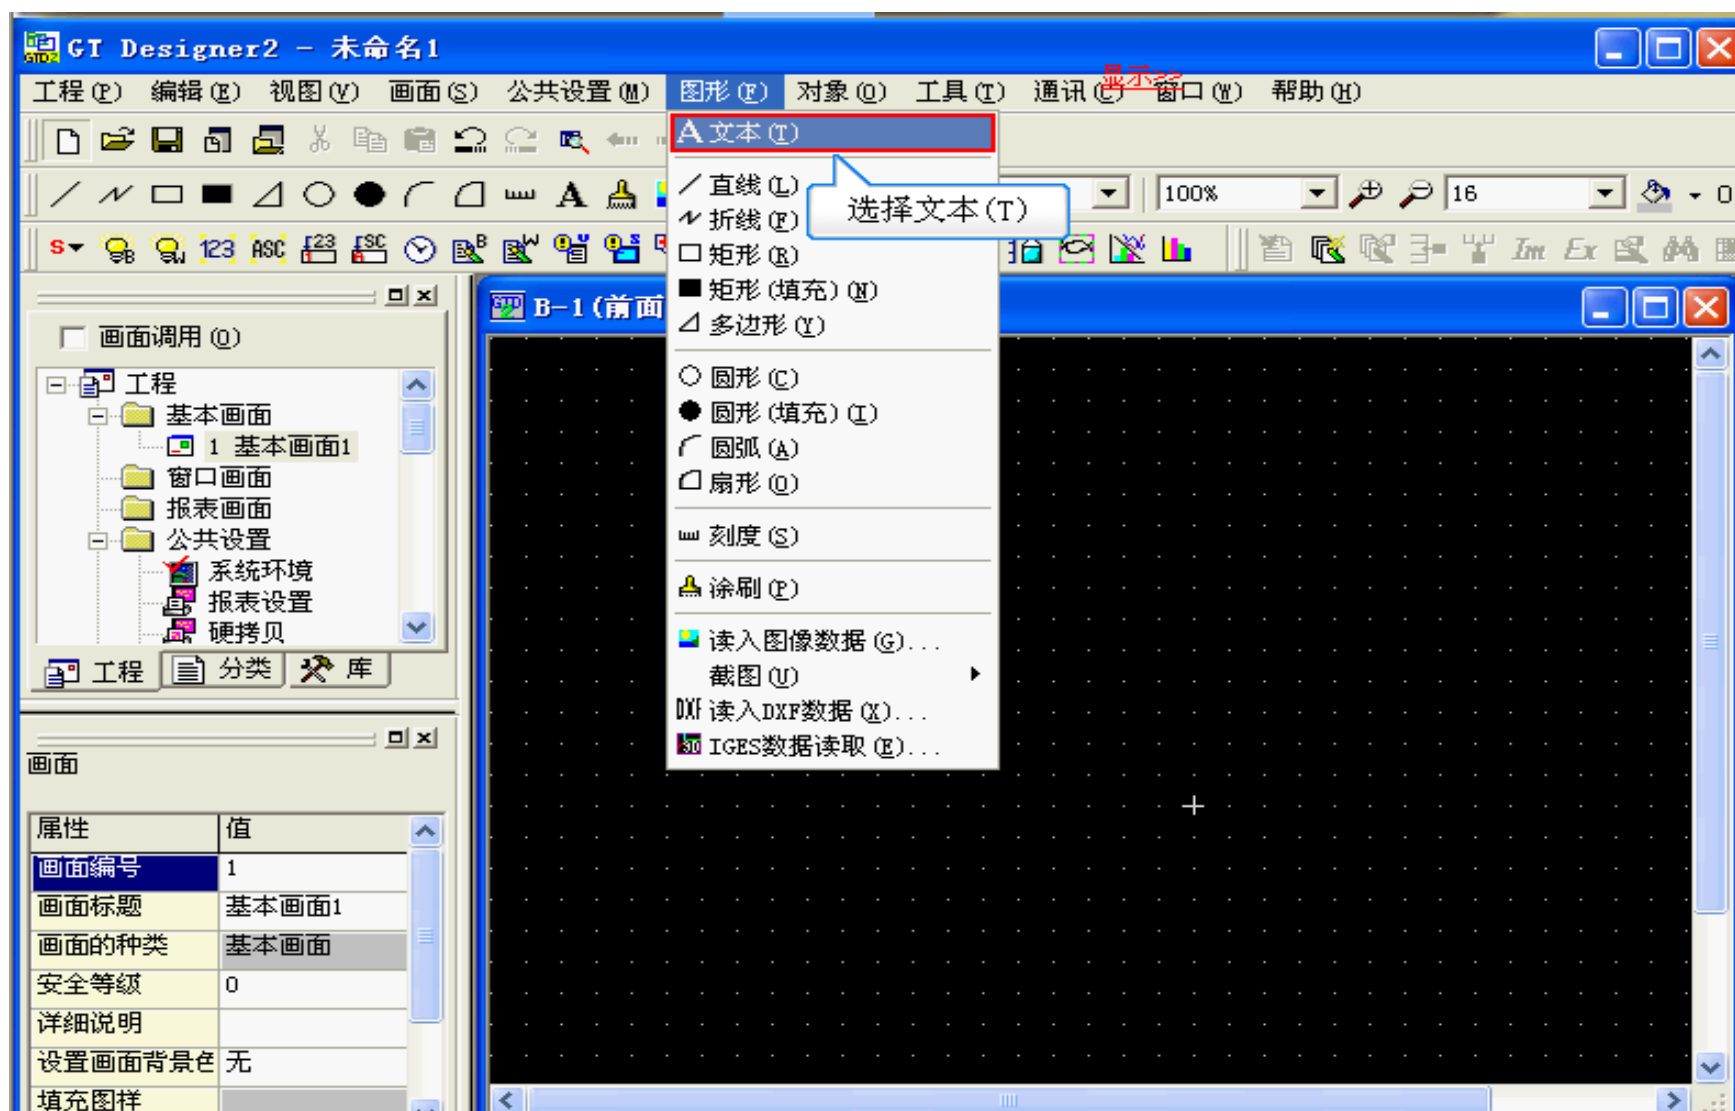 GT Designer2 - 未命名1
工程(P) 编辑(E) 视图(V) 画面(S) 公共设置(M) 图形(F) 对象(O) 工具(T) 通讯(C) 窗口(W) 帮助(H)
显示>>
A 文本(T)
直线(L)
选择文本(T)
折线(F)
矩形(R)
矩形(填充)(N)
多边形(Y)
圆形(C)
圆形(填充)(I)
圆弧(A)
扇形(O)
刻度(S)
涂刷(P)
读入图像数据(G)...
截图(U)
DXF 读入DXF数据(X)...
IGES数据读取(E)...
A 100% 16
S 123 ASC 123 Im Ex
B-1(前面
画面调用(O)
工程
基本画面
1 基本画面1
窗口画面
报表画面
公共设置
系统环境
报表设置
硬拷贝
工程 分类 库
画面
属性 值
画面编号 1
画面标题 基本画面1
画面的种类 基本画面
安全等级 0
详细说明
设置画面背景色 无
填充图样